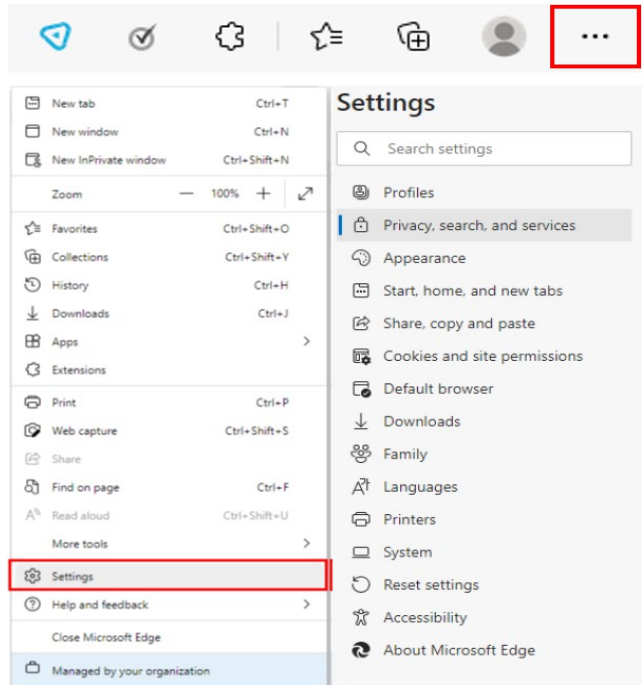 New tab Ctrl+T
New window Ctrl+N
New InPrivate window Ctrl+Shift+N
Zoom — 100% +
Favorites Ctrl+Shift+O
Collections Ctrl+Shift+Y
History Ctrl+H
Downloads Ctrl+J
Apps
Extensions
Print Ctrl+P
Web capture Ctrl+Shift+S
Share
Find on page Ctrl+F
Read aloud Ctrl+Shift+U
More tools
Settings
Help and feedback
Close Microsoft Edge
Managed by your organization
Settings
Search settings
Profiles
Privacy, search, and services
Appearance
Start, home, and new tabs
Share, copy and paste
Cookies and site permissions
Default browser
Downloads
Family
Languages
Printers
System
Reset settings
Accessibility
About Microsoft Edge